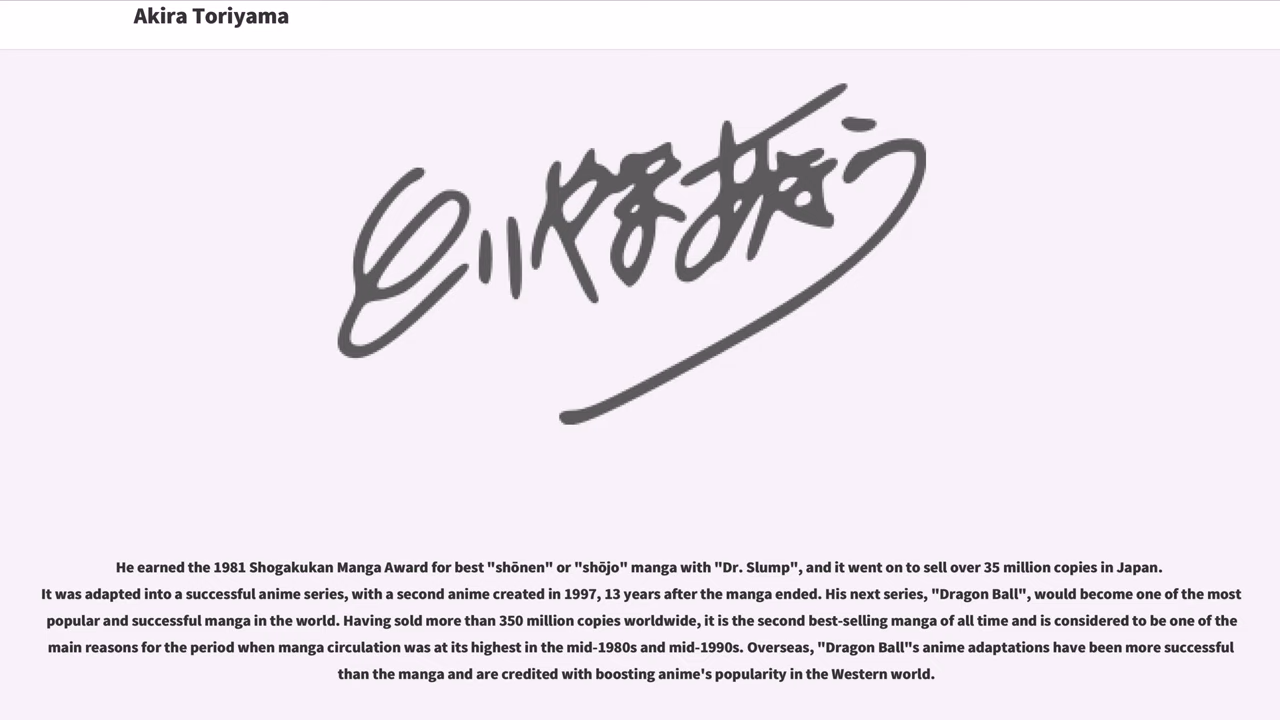 Akira Toriyama
とりやまあきら
He earned the 1981 Shogakukan Manga Award for best "shōnen" or "shōjo" manga with "Dr. Slump", and it went on to sell over 35 million copies in Japan.
It was adapted into a successful anime series, with a second anime created in 1997, 13 years after the manga ended. His next series, "Dragon Ball", would become one of the most
popular and successful manga in the world. Having sold more than 350 million copies worldwide, it is the second best-selling manga of all time and is considered to be one of the
main reasons for the period when manga circulation was at its highest in the mid-1980s and mid-1990s. Overseas, "Dragon Ball"s anime adaptations have been more successful
than the manga and are credited with boosting anime's popularity in the Western world.